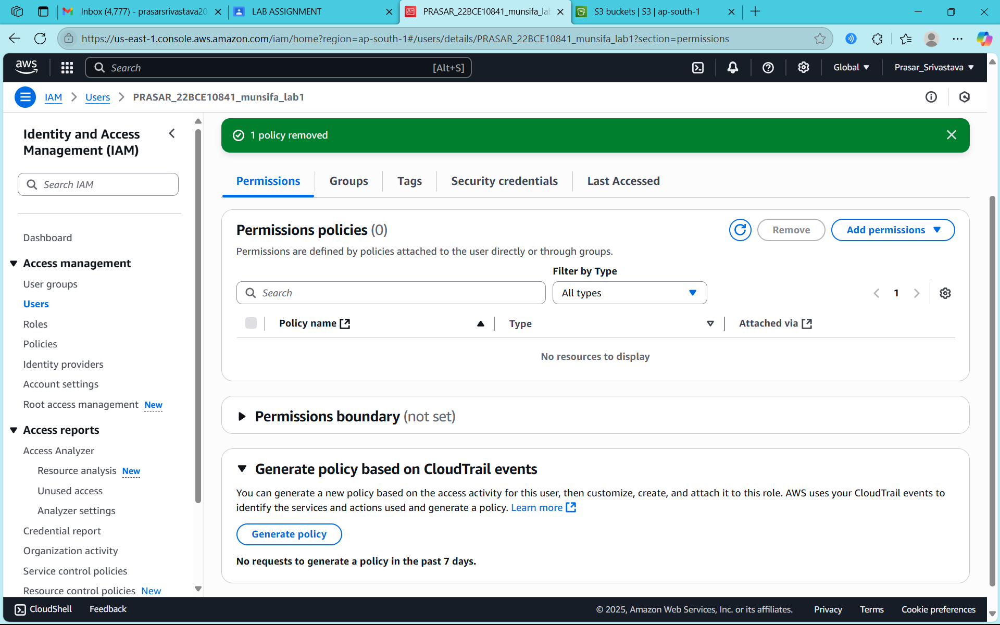 Inbox (4,777) - prasarsrivastava20
LAB ASSIGNMENT
PRASAR_22BCE10841_munsifa_lab
S3 buckets | S3 | ap-south-1
https://us-east-1.console.aws.amazon.com/iam/home?region=ap-south-1#/users/details/PRASAR_22BCE10841_munsifa_lab1?section=permissions
aws
Search
[Alt+S]
Global
Prasar_Srivastava
IAM
Users
PRASAR_22BCE10841_munsifa_lab1
Identity and Access
Management (IAM)
Search IAM
Dashboard
Access management
User groups
Users
Roles
Policies
Identity providers
Account settings
Root access management New
Access reports
Access Analyzer
Resource analysis New
Unused access
Analyzer settings
Credential report
Organization activity
Service control policies
Resource control policies New
1 policy removed
Permissions
Groups
Tags
Security credentials
Last Accessed
Permissions policies (0)
Remove
Add permissions
Permissions are defined by policies attached to the user directly or through groups.
Filter by Type
Search
All types
1
Policy name
Type
Attached via
No resources to display
Permissions boundary (not set)
Generate policy based on CloudTrail events
You can generate a new policy based on the access activity for this user, then customize, create, and attach it to this role. AWS uses your CloudTrail events to
identify the services and actions used and generate a policy. Learn more
Generate policy
No requests to generate a policy in the past 7 days.
CloudShell
Feedback
© 2025, Amazon Web Services, Inc. or its affiliates.
Privacy
Terms
Cookie preferences